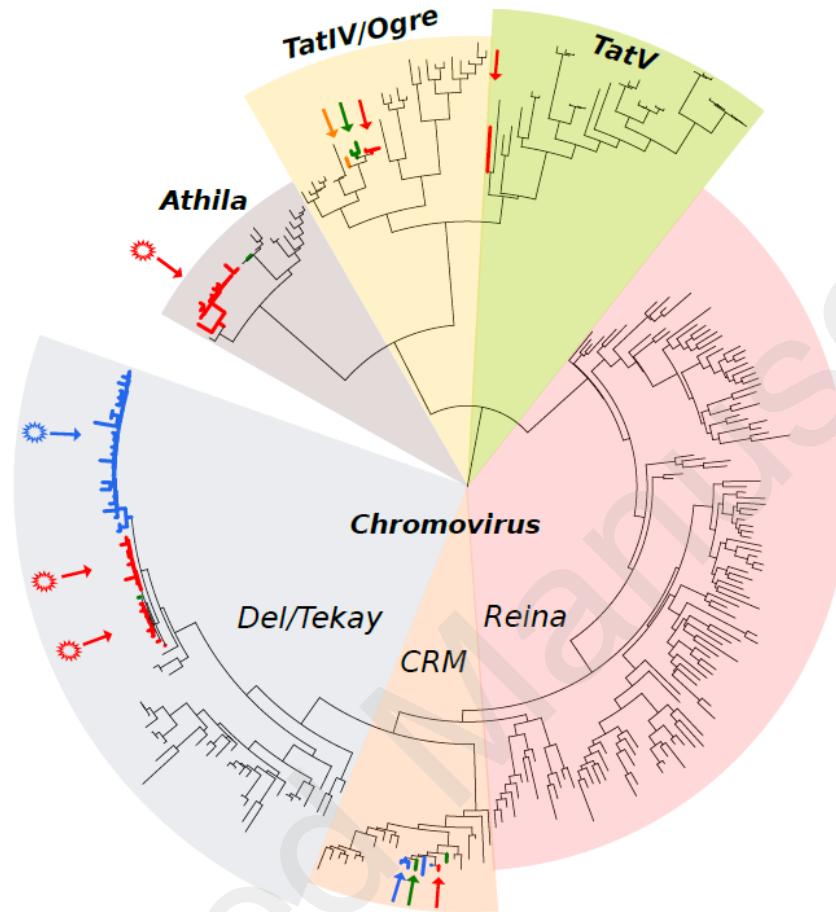 TatIV/Ogre
TatV
Athila
Chromovirus
Del/Tekay
Reina
CRM